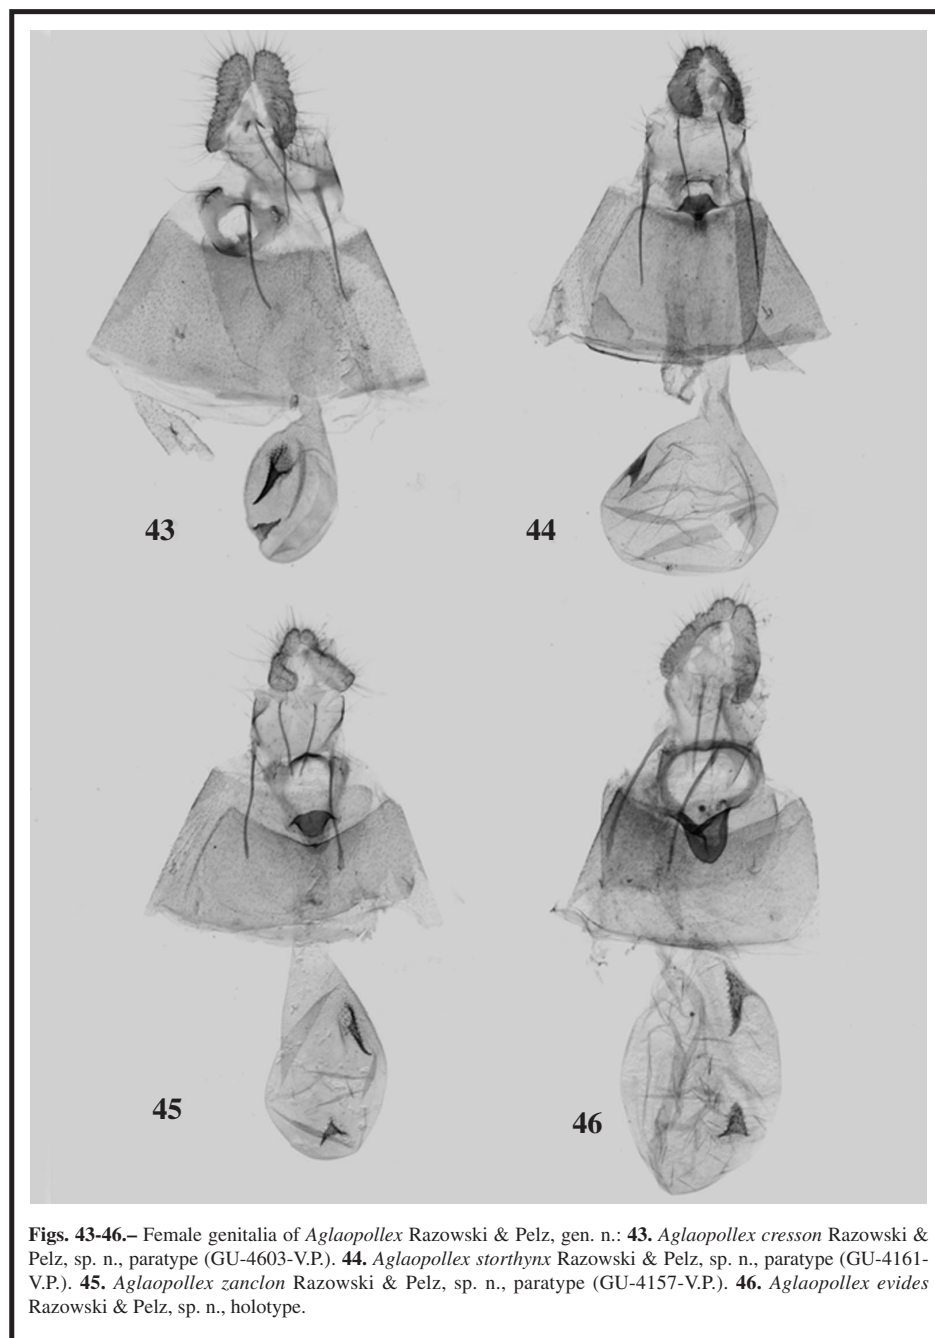 43
44
45
46
Figs. 43-46.– Female genitalia of Aglaopollex Razowski & Pelz, gen. n.: 43. Aglaopollex cresson Razowski &
Pelz, sp. n., paratype (GU-4603-V.P.). 44. Aglaopollex storthynx Razowski & Pelz, sp. n., paratype (GU-4161-
V.P.). 45. Aglaopollex zanclon Razowski & Pelz, sp. n., paratype (GU-4157-V.P.). 46. Aglaopollex evides
Razowski & Pelz, sp. n., holotype.